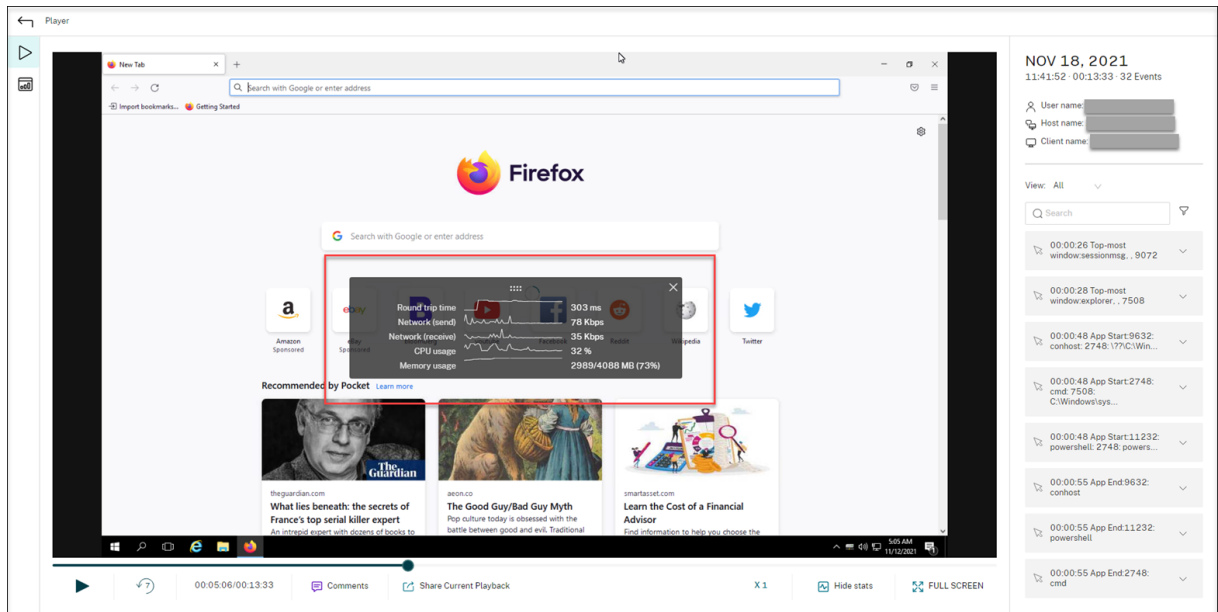 Player
New Tab
Search with Google or enter address
Import bookmarks...
Getting Started
Firefox
Search with Google or enter address
Round trip time 303 ms
Network (send) 78 Kbps
Network (receive) 35 Kbps
CPU usage 32 %
Memory usage 2989/4088 MB (73%)
a
ebay
Amazon
Sponsored
eBay
Sponsored
Facebook
Reddit
Wikipedia
Twitter
Recommended by Pocket Learn more
The
Guardian
theguardian.com
What lies beneath: the secrets of
France's top serial killer expert
An intrepid expert with dozens of books to
aeon.co
The Good Guy/Bad Guy Myth
Pop culture today is obsessed with the
battle between good and evil. Traditional
smartasset.com
Learn the Cost of a Financial
Advisor
Find information to help you choose the
5:05 AM
11/12/2021
7
00:05:06/00:13:33
Comments
Share Current Playback
X 1
Hide stats
FULL SCREEN
NOV 18, 2021
11:41:52 · 00:13:33 · 32 Events
User name:
Host name:
Client name:
View: All
Search
00:00:26 Top-most
window:sessionmsg, , 9072
00:00:28 Top-most
window:explorer, , 7508
00:00:48 App Start:9632:
conhost: 2748: \??\C:\Win...
00:00:48 App Start:2748:
cmd: 7508:
C:\Windows\sys...
00:00:48 App Start:11232:
powershell: 2748: powers...
00:00:55 App End:9632:
conhost
00:00:55 App End:11232:
powershell
00:00:55 App End:2748:
cmd